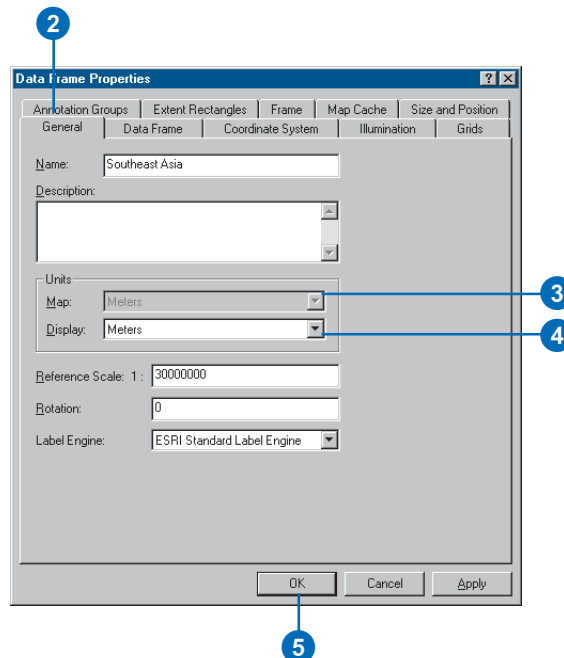 2
Data Frame Properties
? X
Annotation Groups Extent Rectangles Frame Map Cache Size and Position
General Data Frame Coordinate System Illumination Grids
Name: Southeast Asia
Description:
Units
Map: Meters
3
Display: Meters
4
Reference Scale: 1 : 30000000
Rotation: 0
Label Engine: ESRI Standard Label Engine
OK Cancel Apply
5